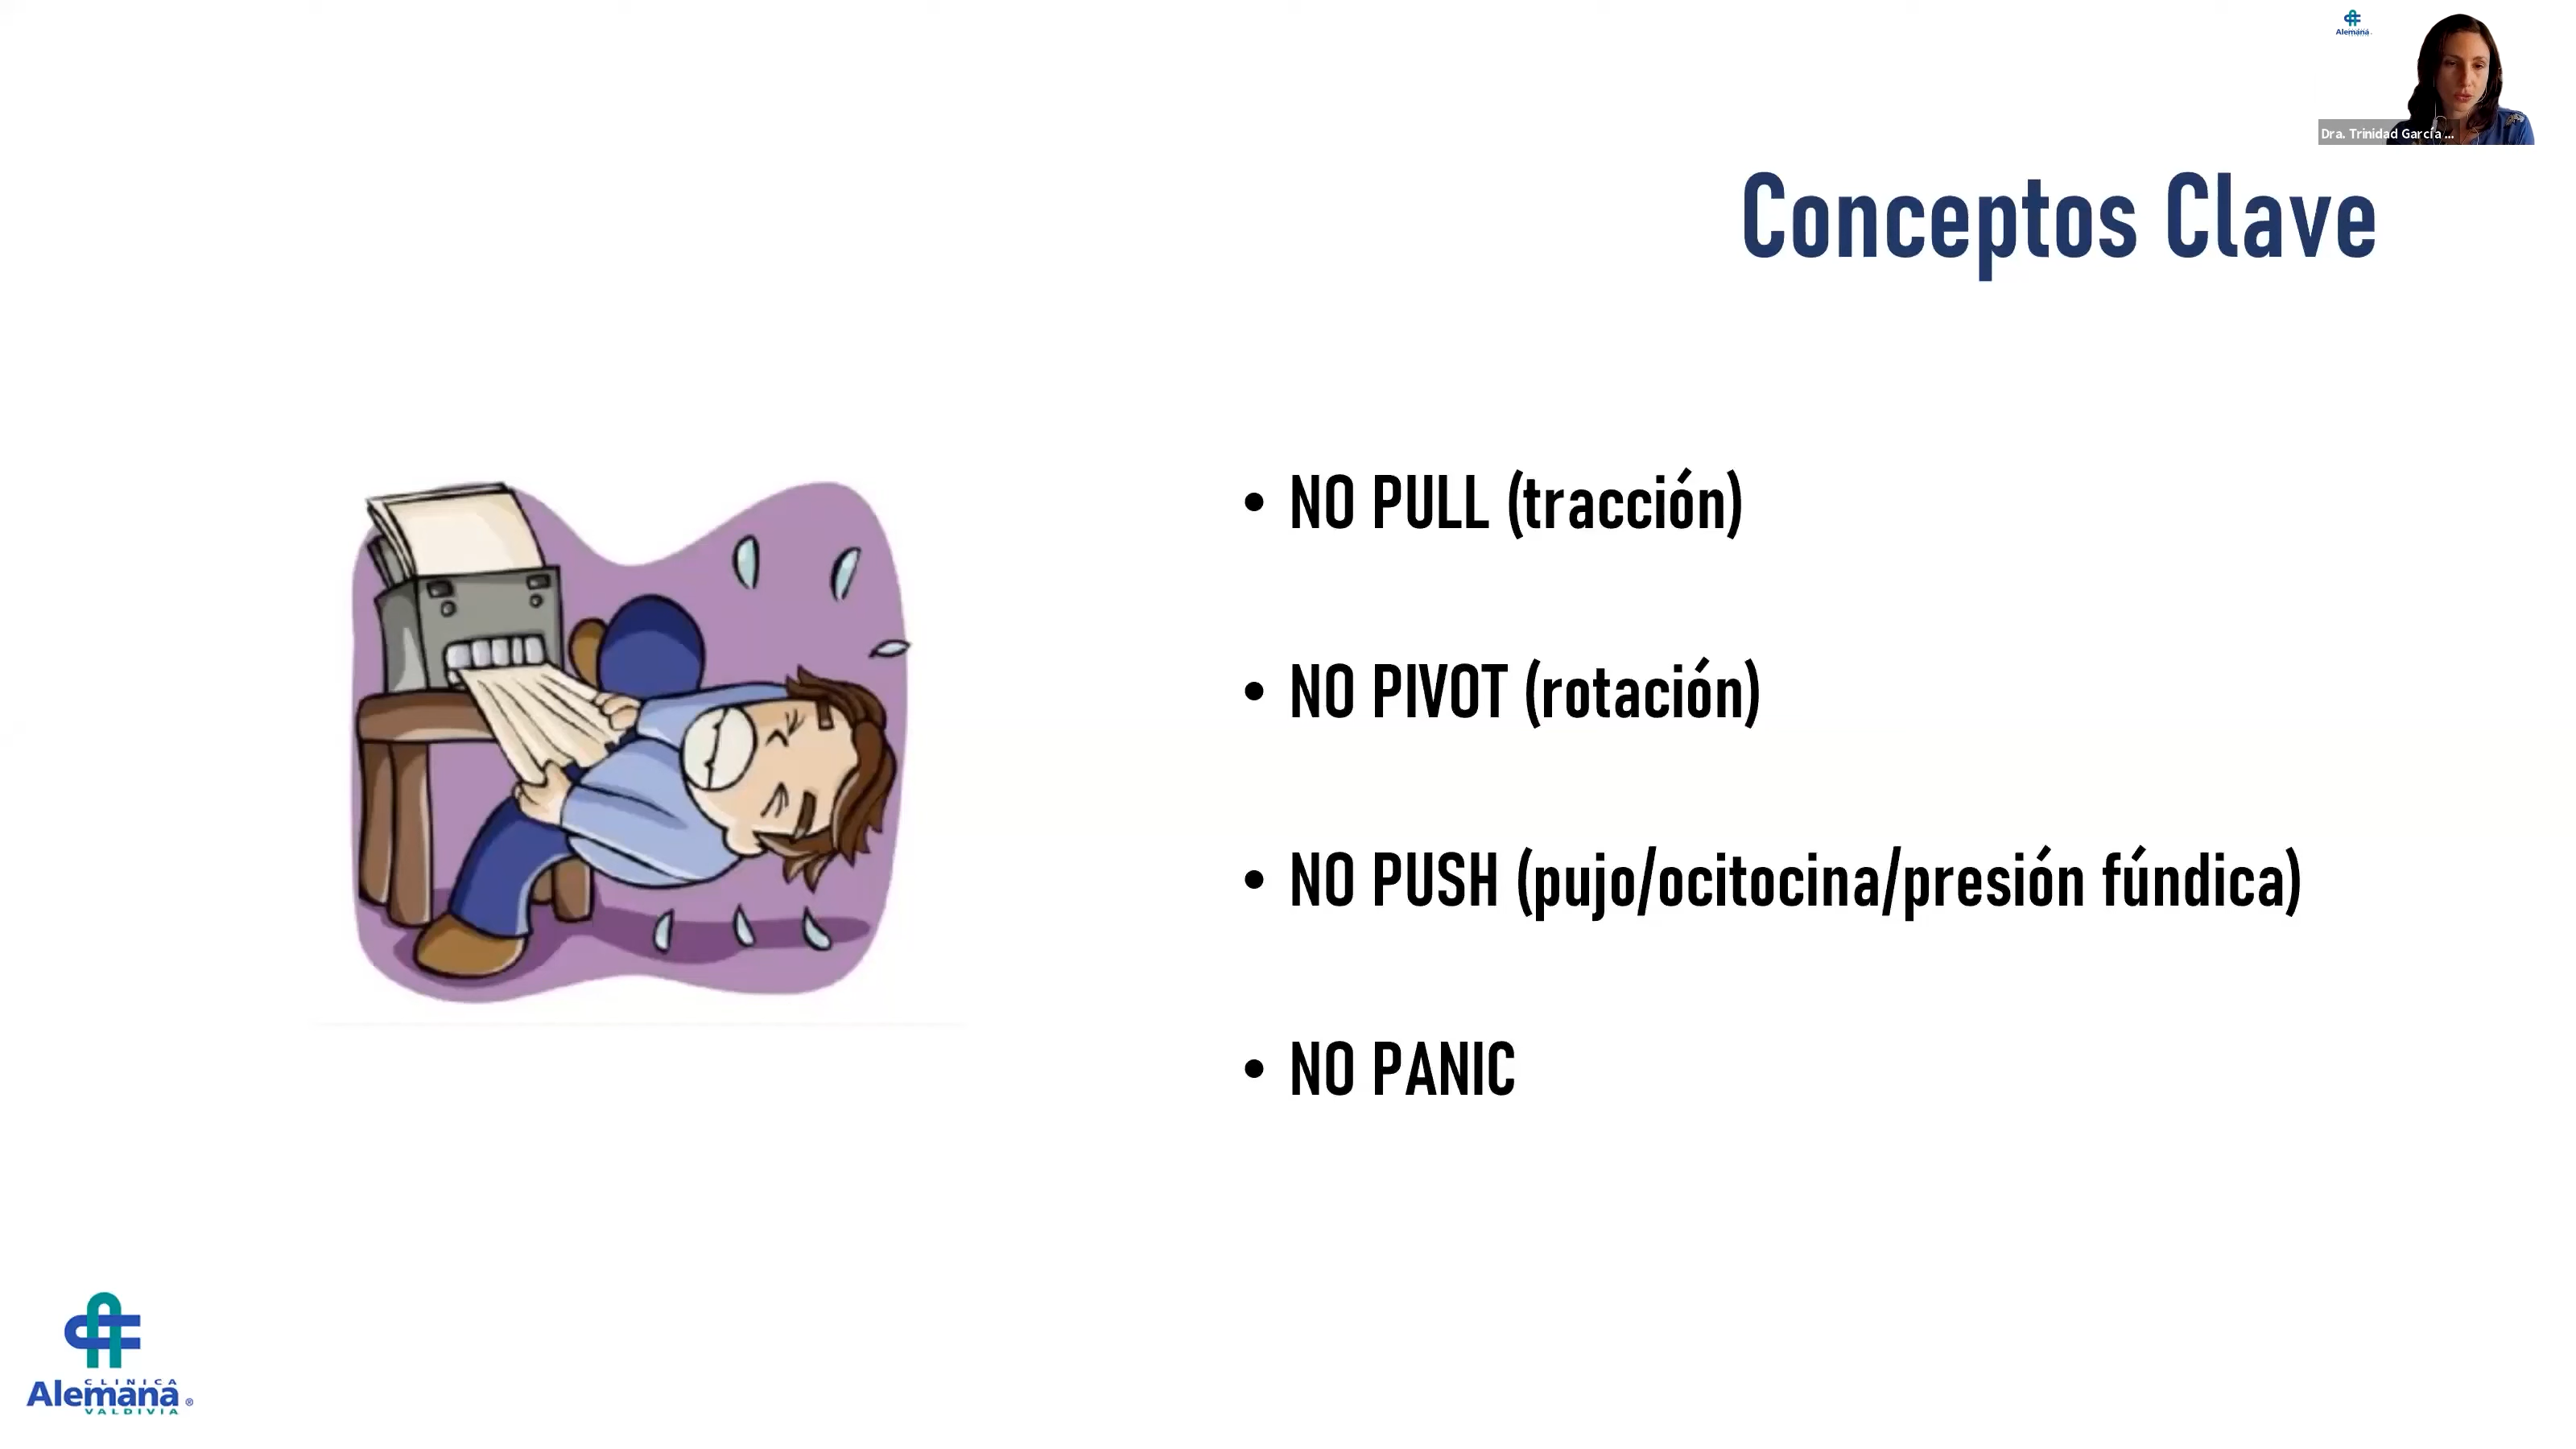 Alemana
Dra. Trinidad García ...
Conceptos Clave
• NO PULL (tracción)
• NO PIVOT (rotación)
• NO PUSH (pujo/ocitocina/presión fúndica)
• NO PANIC
CLINICA
Alemana ®
VALDIVIA